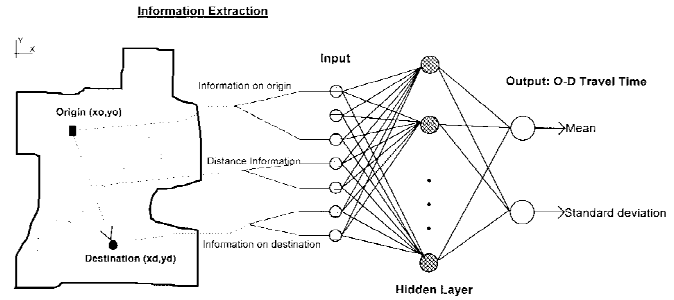 Information Extraction
Y
X
Input
Information on origin
Output: O-D Travel Time
Origin (xo,yo)
Mean
Distance Information
Standard deviation
Information on destination
Destination (xd,yd)
Hidden Layer